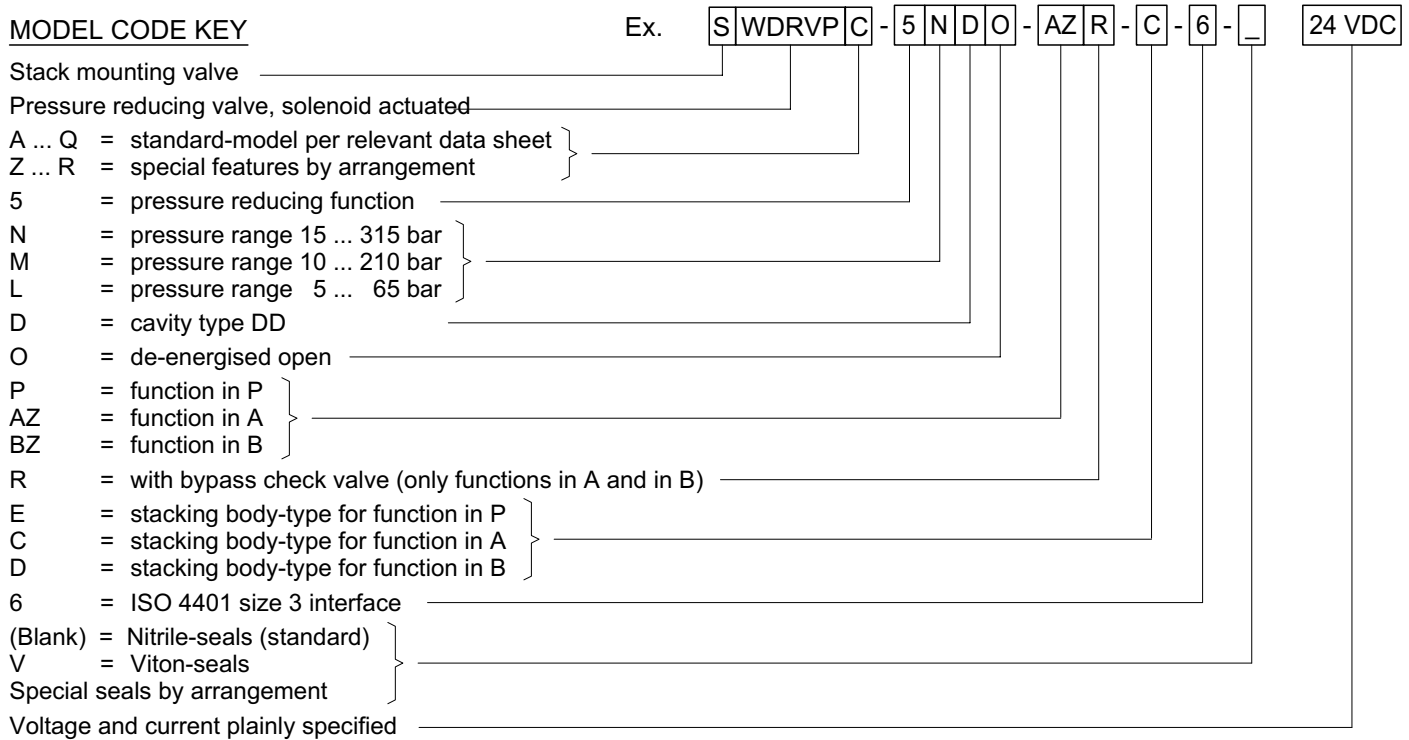 MODEL CODE KEY Ex. S WDRVP C - 5 N D O - AZ R - C - 6 - _ 24 VDC
Stack mounting valve
Pressure reducing valve, solenoid actuated
A ... Q = standard-model per relevant data sheet
Z ... R = special features by arrangement
5 = pressure reducing function
N = pressure range 15 ... 315 bar
M = pressure range 10 ... 210 bar
L = pressure range 5 ... 65 bar
D = cavity type DD
O = de-energised open
P = function in P
AZ = function in A
BZ = function in B
R = with bypass check valve (only functions in A and in B)
E = stacking body-type for function in P
C = stacking body-type for function in A
D = stacking body-type for function in B
6 = ISO 4401 size 3 interface
(Blank) = Nitrile-seals (standard)
V = Viton-seals
Special seals by arrangement
Voltage and current plainly specified